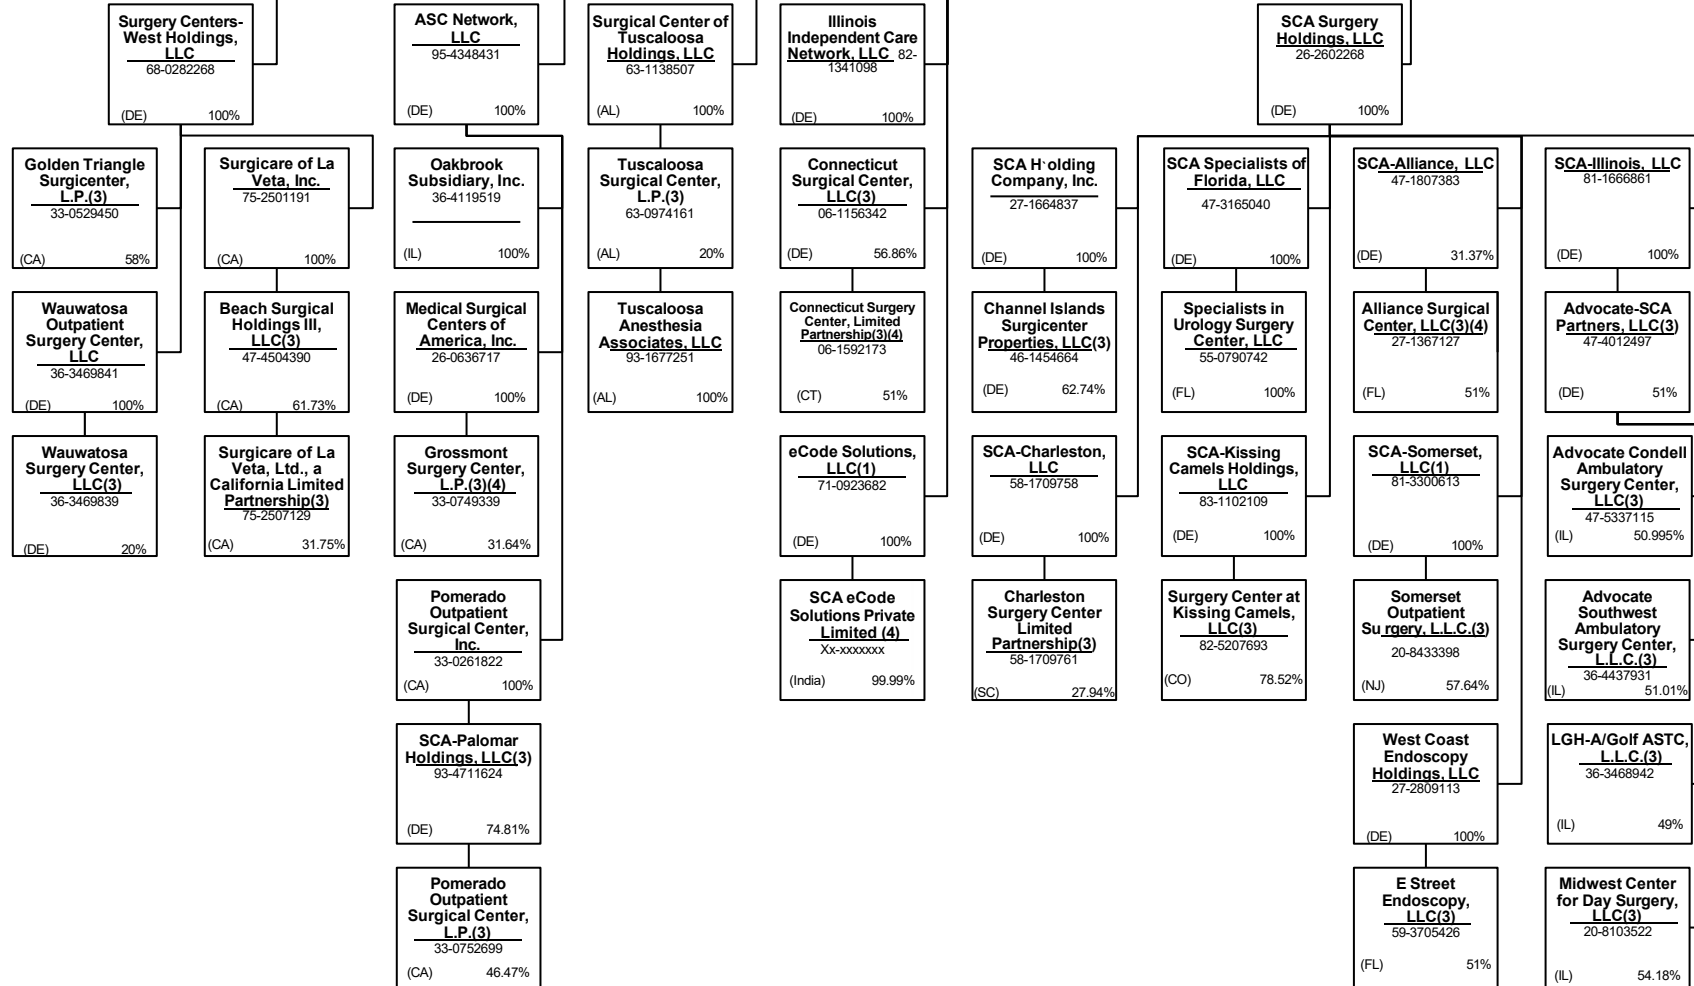 Surgery Centers-
West Holdings,
LLC
68-0282268
(DE) 100%
ASC Network,
LLC
95-4348431
(DE) 100%
Surgical Center of
Tuscaloosa
Holdings, LLC
63-1138507
(AL) 100%
Illinois
Independent Care
Network, LLC 82-
1341098
(DE) 100%
SCA Surgery
Holdings, LLC
26-2602268
(DE) 100%
Golden Triangle
Surgicenter,
L.P.(3)
33-0529450
(CA) 58%
Surgicare of La
Veta, Inc.
75-2501191
(CA) 100%
Oakbrook
Subsidiary, Inc.
36-4119519
(IL) 100%
Tuscaloosa
Surgical Center,
L.P.(3)
63-0974161
(AL) 20%
Connecticut
Surgical Center,
LLC(3)
06-1156342
(DE) 56.86%
SCA H`olding
Company, Inc.
27-1664837
(DE) 100%
SCA Specialists of
Florida, LLC
47-3165040
(DE) 100%
SCA-Alliance, LLC
47-1807383
(DE) 31.37%
SCA-Illinois, LLC
81-1666861
(DE) 100%
Wauwatosa
Outpatient
Surgery Center,
LLC
36-3469841
(DE) 100%
Beach Surgical
Holdings III,
LLC(3)
47-4504390
(CA) 61.73%
Medical Surgical
Centers of
America, Inc.
26-0636717
(DE) 100%
Tuscaloosa
Anesthesia
Associates, LLC
93-1677251
(AL) 100%
Connecticut Surgery
Center, Limited
Partnership(3)(4)
06-1592173
(CT) 51%
Channel Islands
Surgicenter
Properties, LLC(3)
46-1454664
(DE) 62.74%
Specialists in
Urology Surgery
Center, LLC
55-0790742
(FL) 100%
Alliance Surgical
Center, LLC(3)(4)
27-1367127
(FL) 51%
Advocate-SCA
Partners, LLC(3)
47-4012497
(DE) 51%
Wauwatosa
Surgery Center,
LLC(3)
36-3469839
(DE) 20%
Surgicare of La
Veta, Ltd., a
California Limited
Partnership(3)
75-2507129
(CA) 31.75%
Grossmont
Surgery Center,
L.P.(3)(4)
33-0749339
(CA) 31.64%
eCode Solutions,
LLC(1)
71-0923682
(DE) 100%
SCA-Charleston,
LLC
58-1709758
(DE) 100%
SCA-Kissing
Camels Holdings,
LLC
83-1102109
(DE) 100%
SCA-Somerset,
LLC(1)
81-3300613
(DE) 100%
Advocate Condell
Ambulatory
Surgery Center,
LLC(3)
47-5337115
(IL) 50.995%
Pomerado
Outpatient
Surgical Center,
Inc.
33-0261822
(CA) 100%
SCA eCode
Solutions Private
Limited (4)
Xx-xxxxxxx
(India) 99.99%
Charleston
Surgery Center
Limited
Partnership(3)
58-1709761
(SC) 27.94%
Surgery Center at
Kissing Camels,
LLC(3)
82-5207693
(CO) 78.52%
Somerset
Outpatient
Surgery, L.L.C.(3)
20-8433398
(NJ) 57.64%
Advocate
Southwest
Ambulatory
Surgery Center,
L.L.C.(3)
36-4437931
(IL) 51.01%
SCA-Palomar
Holdings, LLC(3)
93-4711624
(DE) 74.81%
West Coast
Endoscopy
Holdings, LLC
27-2809113
(DE) 100%
LGH-A/Golf ASTC,
L.L.C.(3)
36-3468942
(IL) 49%
Pomerado
Outpatient
Surgical Center,
L.P.(3)
33-0752699
(CA) 46.47%
E Street
Endoscopy,
LLC(3)
59-3705426
(FL) 51%
Midwest Center
for Day Surgery,
LLC(3)
20-8103522
(IL) 54.18%